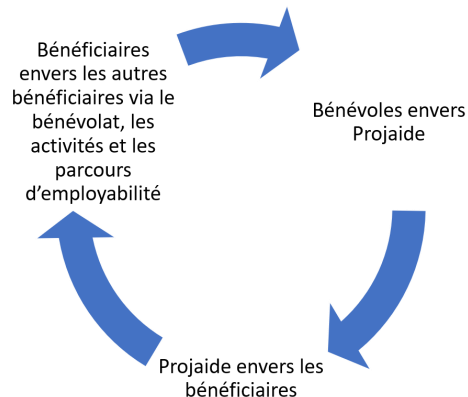 Bénéficiaires
envers les autres
bénéficiaires via le
bénévolat, les
activités et les
parcours
d’employabilité
Bénévoles envers
Projaide
Projaide envers les
bénéficiaires